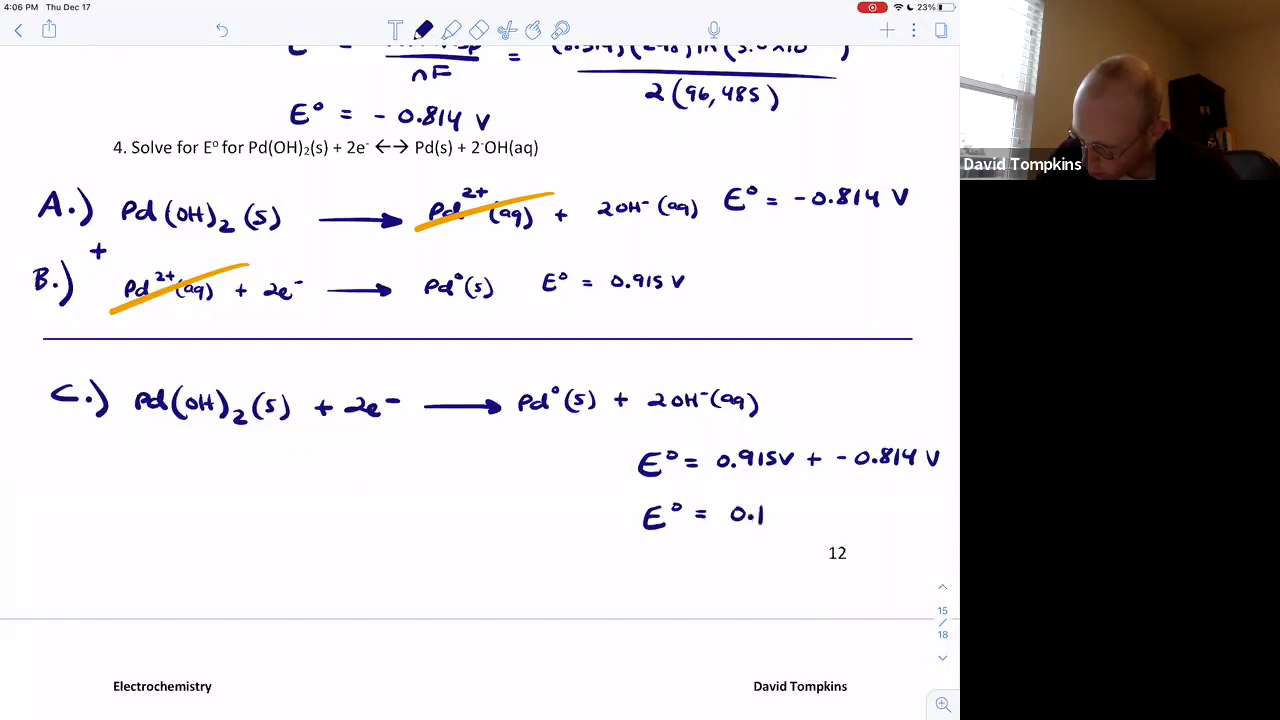 4:06 PM Thu Dec 17
23%
nF
=
2 (96,485)
E° = - 0.814 V
4. Solve for E⁰ for Pd(OH)₂(s) + 2e⁻ ←→ Pd(s) + 2⁻OH(aq)
A.) Pd(OH)₂(s) → Pd²⁺(aq) + 2OH⁻(aq) E° = -0.814 V
+
B.) Pd²⁺(aq) + 2e⁻ → Pd°(s) E° = 0.915 V
C.) Pd(OH)₂(s) + 2e⁻ → Pd°(s) + 2OH⁻(aq)
E° = 0.915V + - 0.814 V
E° = 0.1
12
15
/
18
Electrochemistry
David Tompkins
David Tompkins